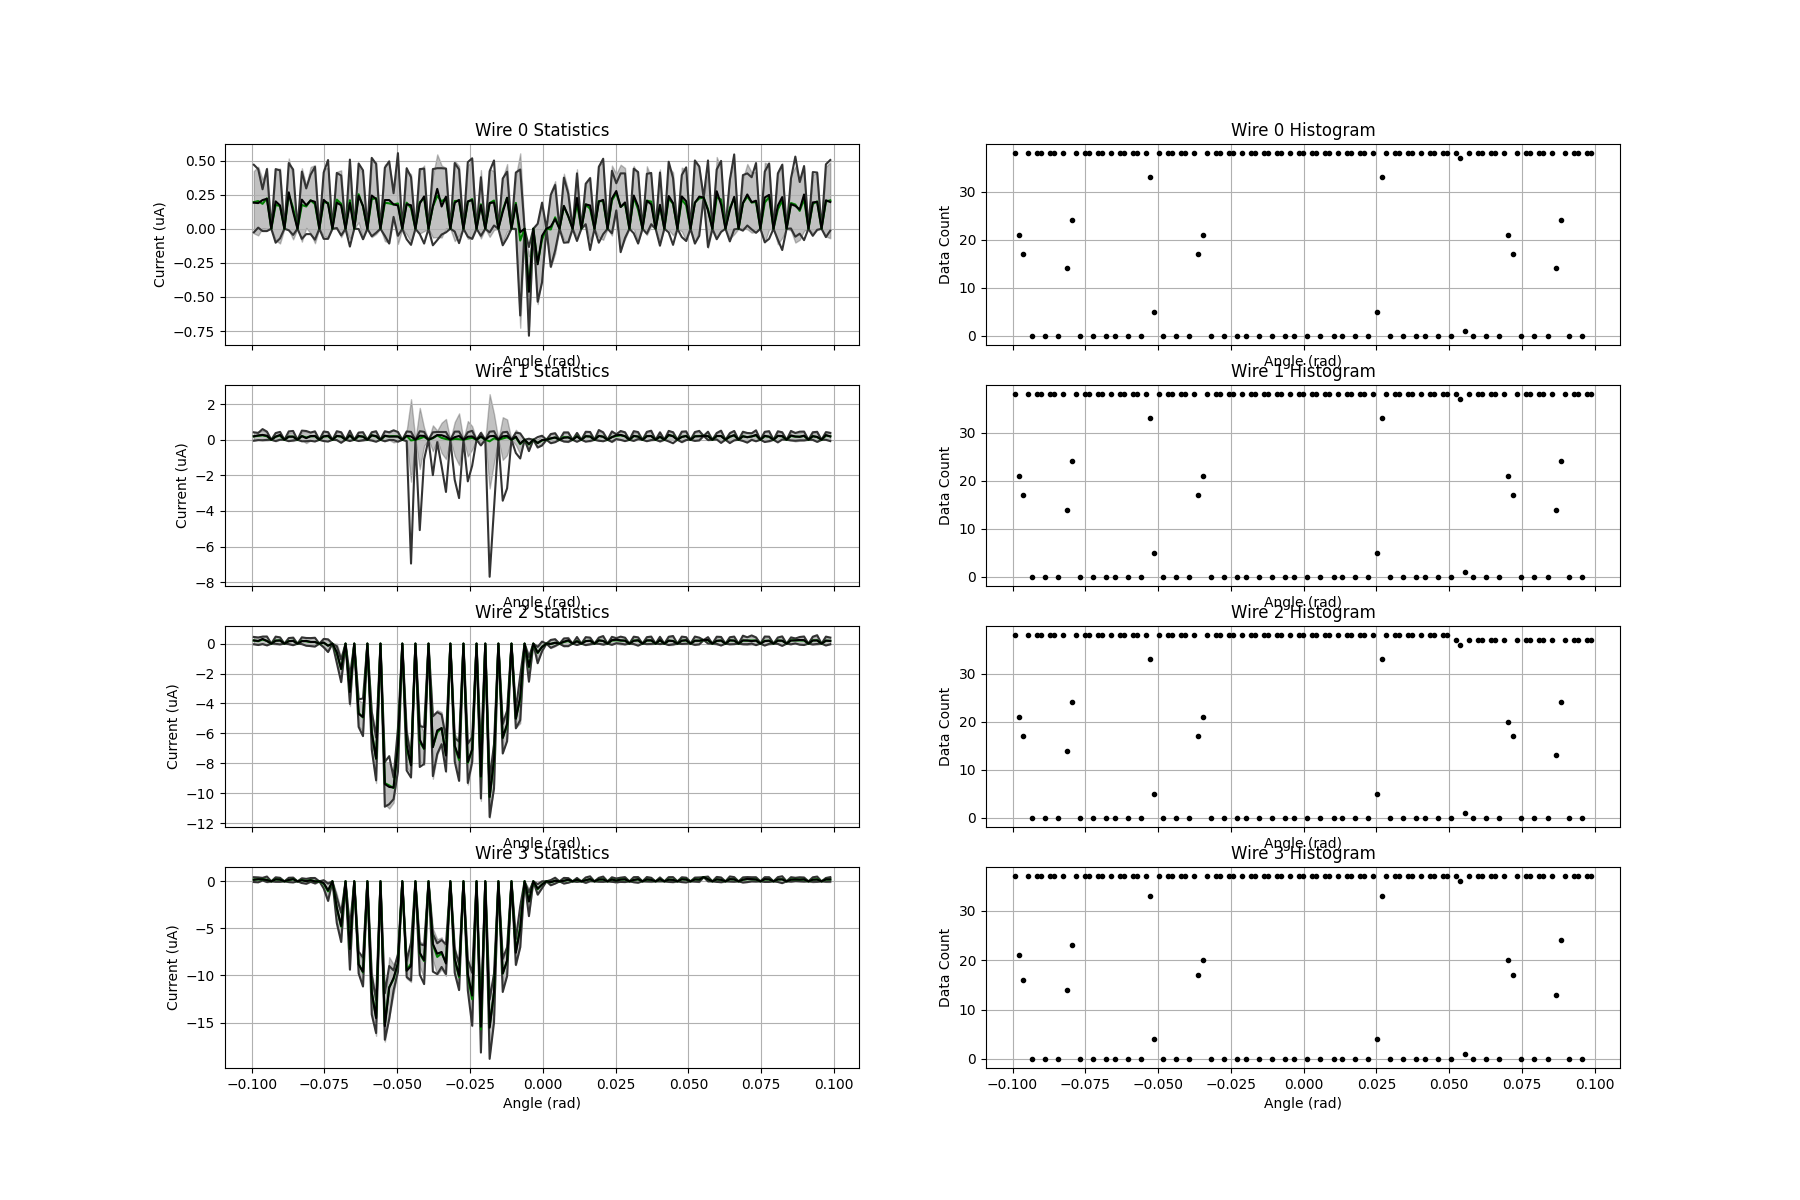 Wire 0 Statistics
Current (uA)
0.50
0.25
0.00
−0.25
−0.50
−0.75
Angle (rad)
Wire 0 Histogram
Data Count
30
20
10
0
Angle (rad)
Wire 1 Statistics
Current (uA)
2
0
−2
−4
−6
−8
Angle (rad)
Wire 1 Histogram
Data Count
30
20
10
0
Angle (rad)
Wire 2 Statistics
Current (uA)
0
−2
−4
−6
−8
−10
−12
Angle (rad)
Wire 2 Histogram
Data Count
30
20
10
0
Angle (rad)
Wire 3 Statistics
Current (uA)
0
−5
−10
−15
−0.100 −0.075 −0.050 −0.025 0.000 0.025 0.050 0.075 0.100
Angle (rad)
Wire 3 Histogram
Data Count
30
20
10
0
−0.100 −0.075 −0.050 −0.025 0.000 0.025 0.050 0.075 0.100
Angle (rad)